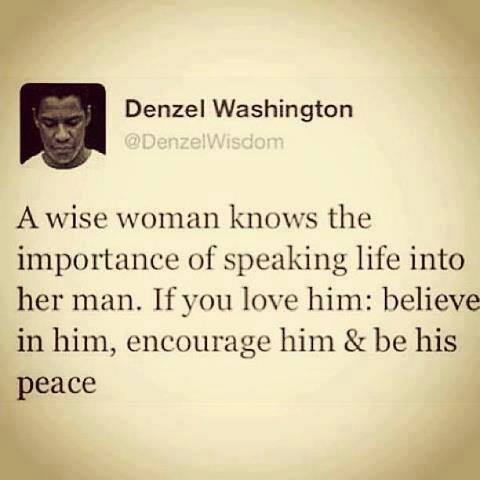 Denzel Washington
@DenzelWisdom
A wise woman knows the
importance of speaking life into
her man. If you love him: believe
in him, encourage him & be his
peace